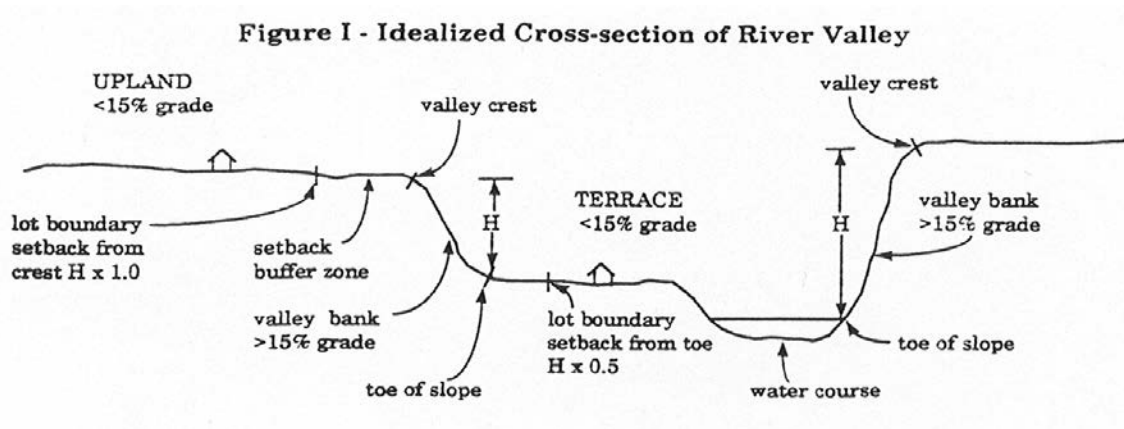 Figure I - Idealized Cross-section of River Valley
UPLAND
<15% grade
valley crest
valley crest
lot boundary
setback from
crest H x 1.0
setback
buffer zone
H
valley bank
>15% grade
toe of slope
TERRACE
<15% grade
lot boundary
setback from toe
H x 0.5
H
valley bank
>15% grade
toe of slope
water course